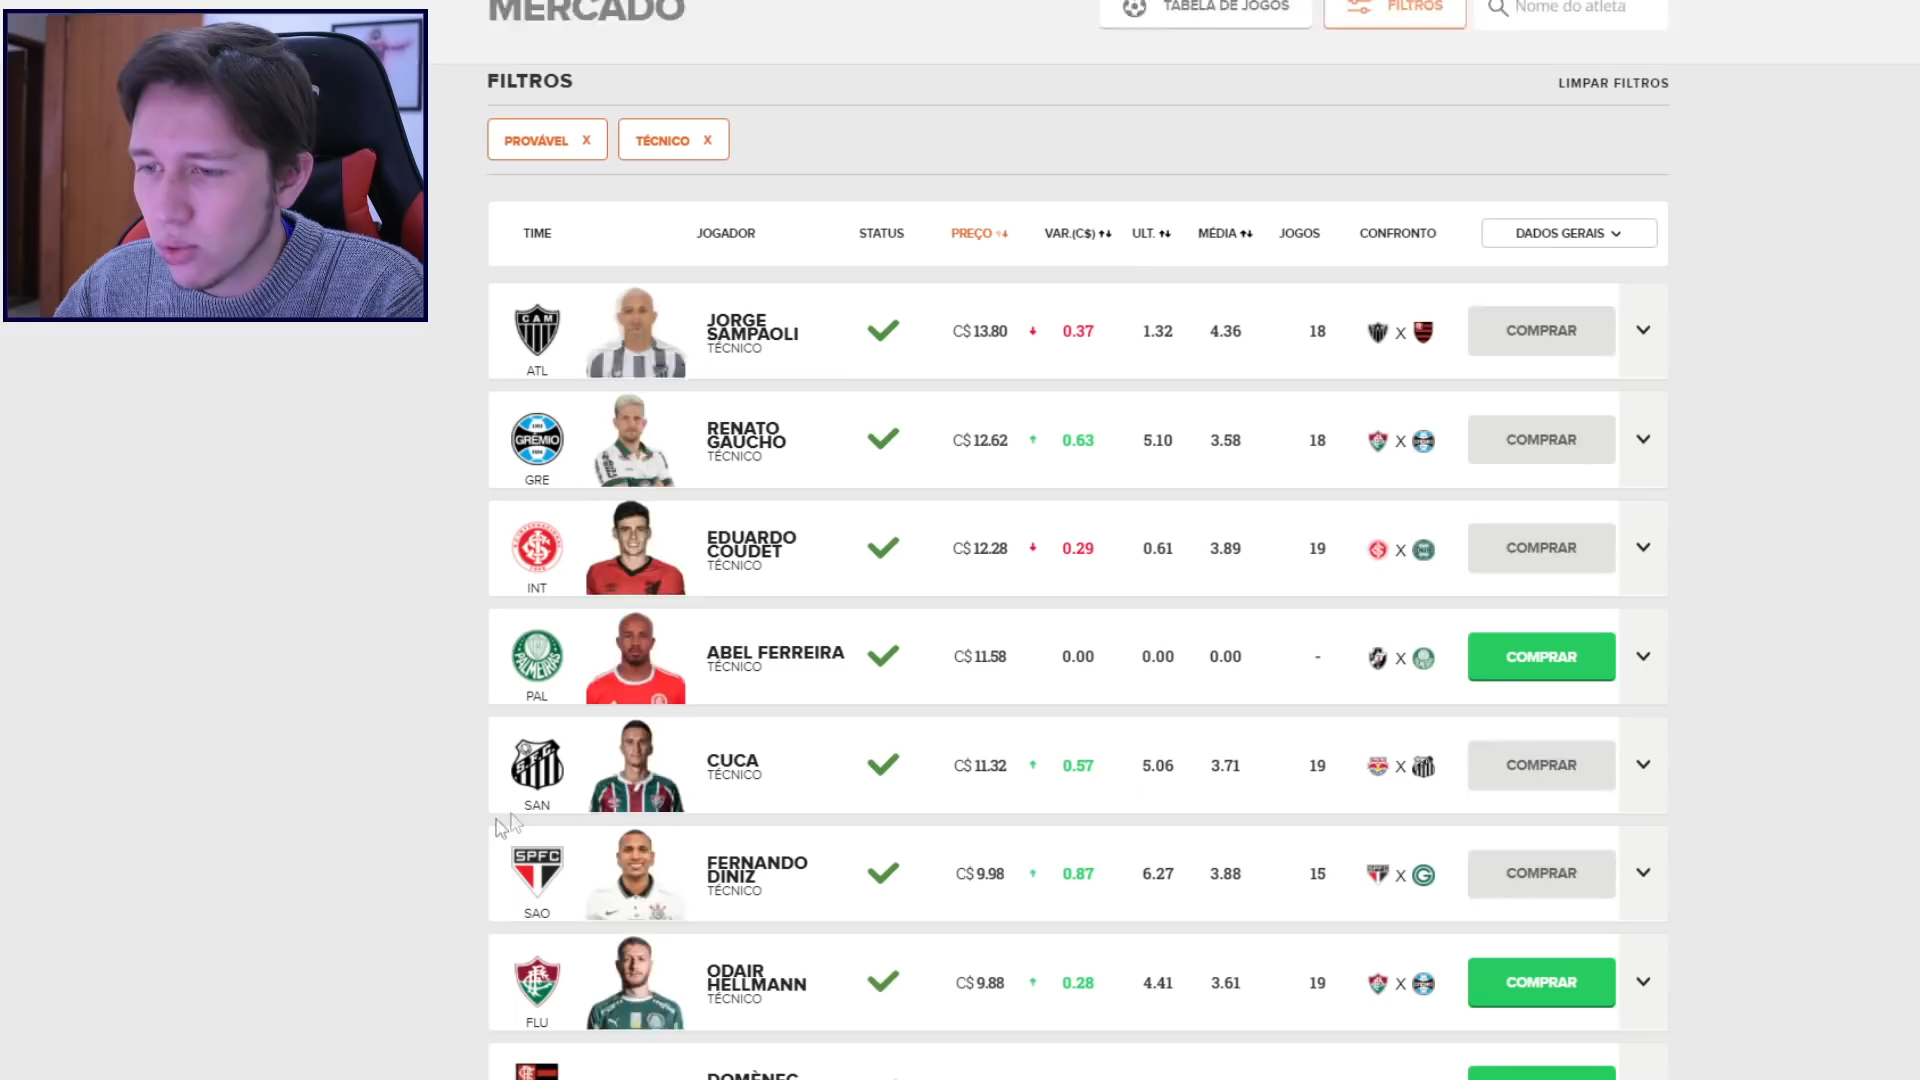 MERCADO
TABELA DE JOGOS
FILTROS
Nome do atleta
FILTROS
LIMPAR FILTROS
PROVÁVEL X
TÉCNICO X
TIME JOGADOR STATUS PREÇO VAR.(C$) ULT. MÉDIA JOGOS CONFRONTO DADOS GERAIS
CAM
ATL
JORGE
SAMPAOLI
TÉCNICO
C$ 13.80 0.37 1.32 4.36 18 X COMPRAR
GRÊMIO
GRE
RENATO
GAÚCHO
TÉCNICO
C$ 12.62 0.63 5.10 3.58 18 X COMPRAR
INT
EDUARDO
COUDET
TÉCNICO
C$ 12.28 0.29 0.61 3.89 19 X COMPRAR
PALMEIRAS
PAL
ABEL FERREIRA
TÉCNICO
C$ 11.58 0.00 0.00 0.00 - X COMPRAR
SAN
CUCA
TÉCNICO
C$ 11.32 0.57 5.06 3.71 19 X COMPRAR
SPFC
SAO
FERNANDO
DINIZ
TÉCNICO
C$ 9.98 0.87 6.27 3.88 15 X COMPRAR
FLU
ODAIR
HELLMANN
TÉCNICO
C$ 9.88 0.28 4.41 3.61 19 X COMPRAR
DOMÈNEC